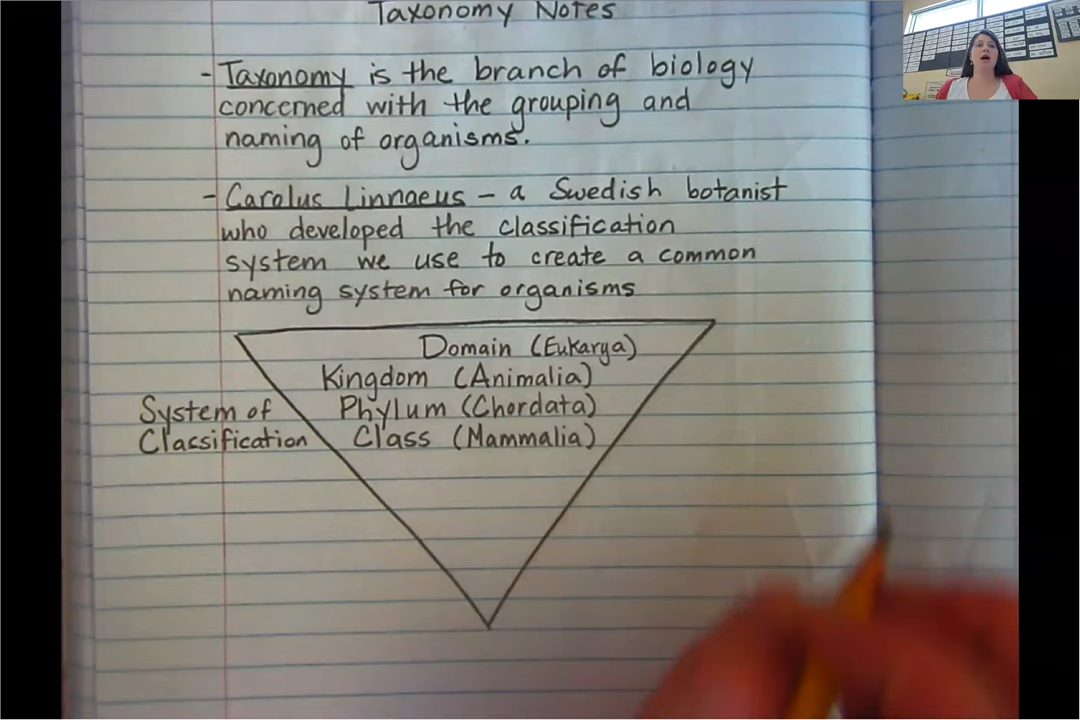 Taxonomy Notes
- Taxonomy is the branch of biology
concerned with the grouping and
naming of organisms.
- Carolus Linnaeus - a Swedish botanist
who developed the classification
system we use to create a common
naming system for organisms
Domain (Eukarya)
Kingdom (Animalia)
Phylum (Chordata)
Class (Mammalia)
System of
Classification